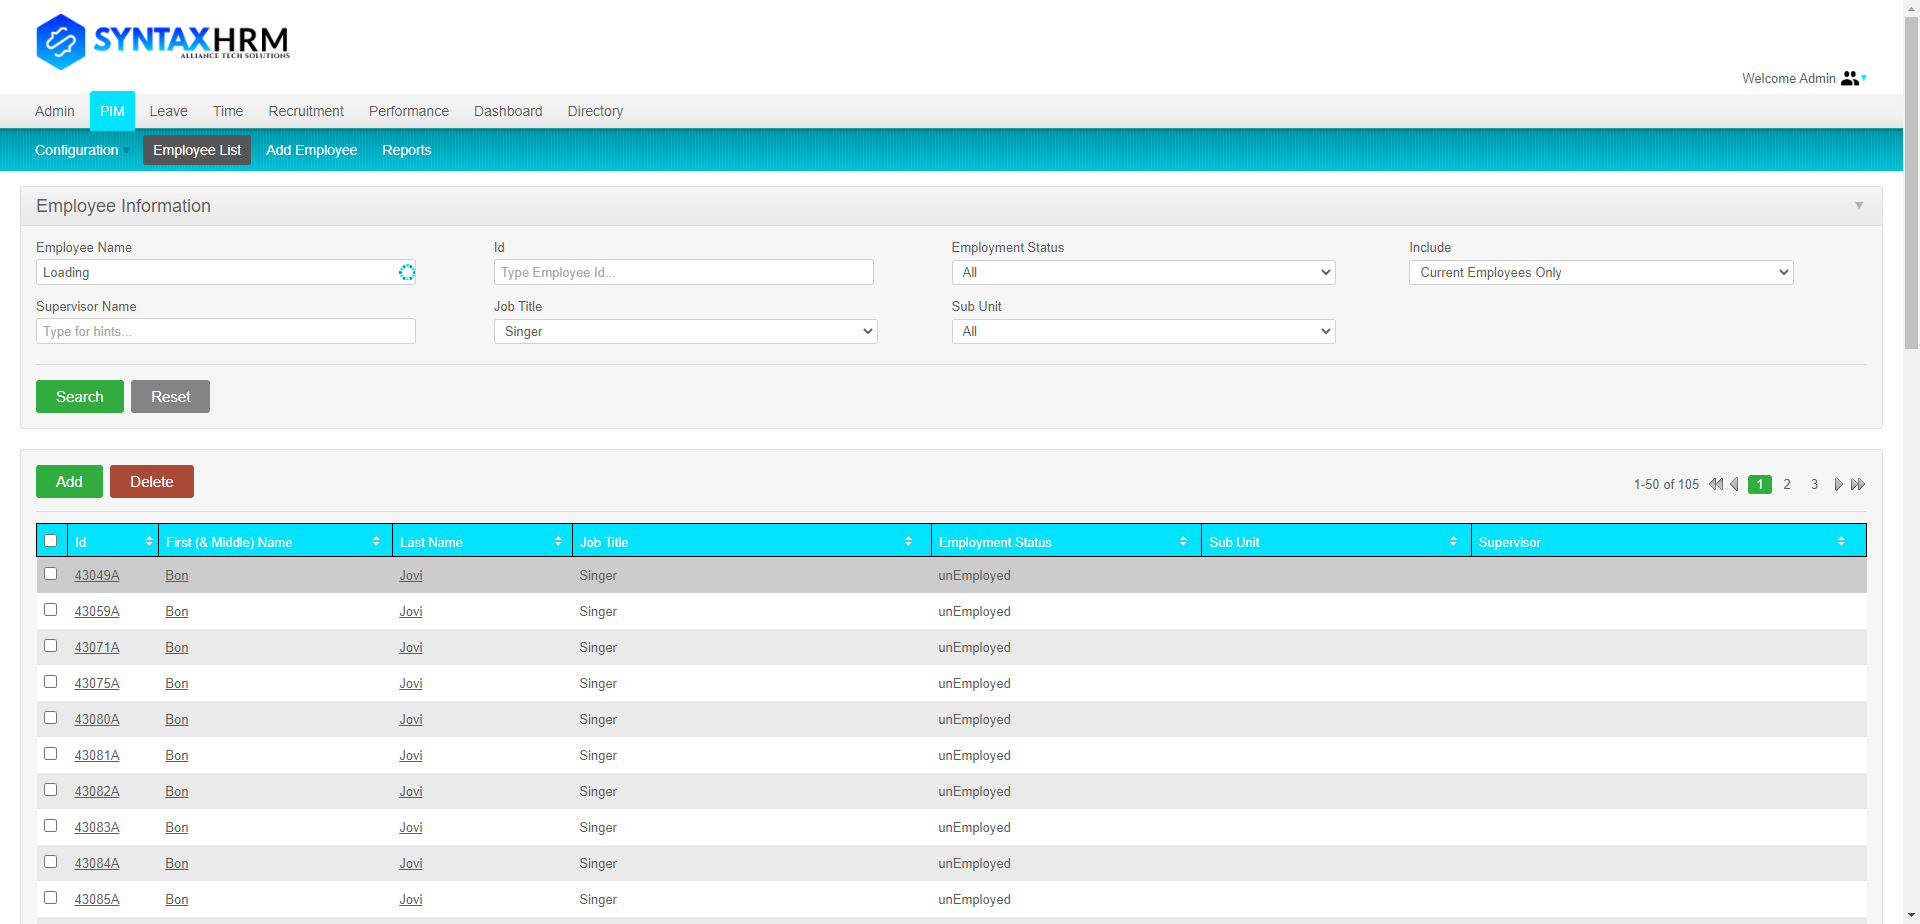 SYNTAXHRM
ALLIANCE TECH SOLUTIONS
Welcome Admin
Admin PIM Leave Time Recruitment Performance Dashboard Directory
Configuration Employee List Add Employee Reports
Employee Information
Employee Name Id Employment Status Include
Loading Type Employee Id... All Current Employees Only
Supervisor Name Job Title Sub Unit
Type for hints... Singer All
Search Reset
Add Delete 1-50 of 105 1 2 3
Id First (& Middle) Name Last Name Job Title Employment Status Sub Unit Supervisor
43049A Bon Jovi Singer unEmployed
43059A Bon Jovi Singer unEmployed
43071A Bon Jovi Singer unEmployed
43075A Bon Jovi Singer unEmployed
43080A Bon Jovi Singer unEmployed
43081A Bon Jovi Singer unEmployed
43082A Bon Jovi Singer unEmployed
43083A Bon Jovi Singer unEmployed
43084A Bon Jovi Singer unEmployed
43085A Bon Jovi Singer unEmployed